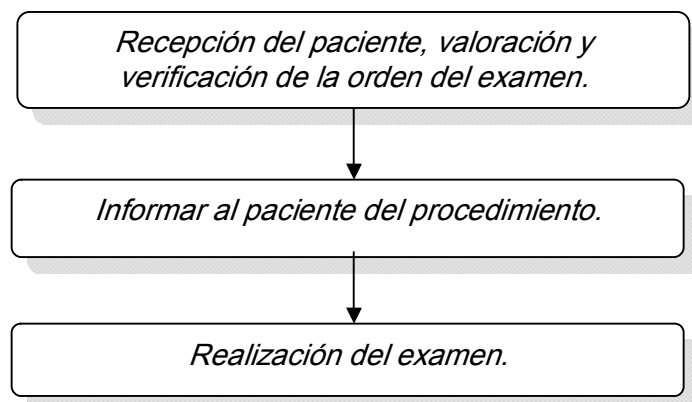 Recepción del paciente, valoración y
verificación de la orden del examen.
Informar al paciente del procedimiento.
Realización del examen.